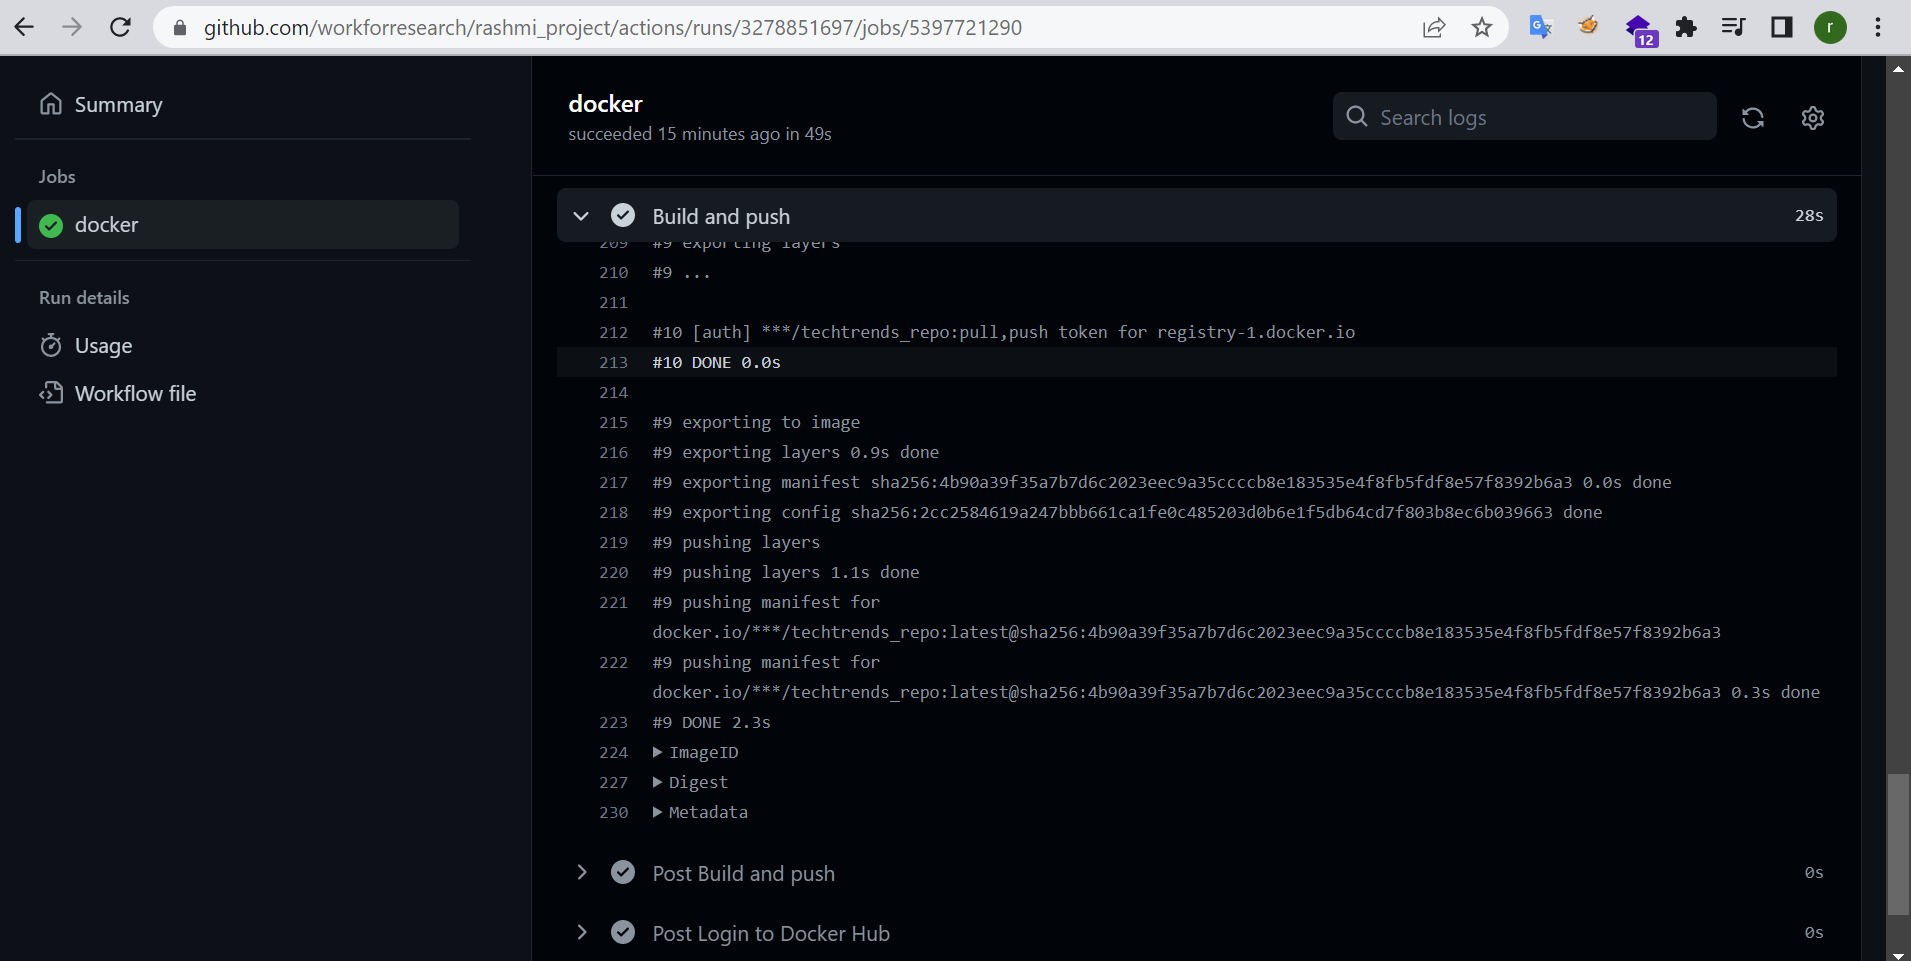 github.com/workforresearch/rashmi_project/actions/runs/3278851697/jobs/5397721290
12
r
Summary
Jobs
docker
Run details
Usage
Workflow file
docker
succeeded 15 minutes ago in 49s
Search logs
Build and push 28s
209 #9 exporting layers
210 #9 ...
211
212 #10 [auth] ***/techtrends_repo:pull,push token for registry-1.docker.io
213 #10 DONE 0.0s
214
215 #9 exporting to image
216 #9 exporting layers 0.9s done
217 #9 exporting manifest sha256:4b90a39f35a7b7d6c2023eec9a35ccccb8e183535e4f8fb5fdf8e57f8392b6a3 0.0s done
218 #9 exporting config sha256:2cc2584619a247bbb661ca1fe0c485203d0b6e1f5db64cd7f803b8ec6b039663 done
219 #9 pushing layers
220 #9 pushing layers 1.1s done
221 #9 pushing manifest for
docker.io/***/techtrends_repo:latest@sha256:4b90a39f35a7b7d6c2023eec9a35ccccb8e183535e4f8fb5fdf8e57f8392b6a3
222 #9 pushing manifest for
docker.io/***/techtrends_repo:latest@sha256:4b90a39f35a7b7d6c2023eec9a35ccccb8e183535e4f8fb5fdf8e57f8392b6a3 0.3s done
223 #9 DONE 2.3s
224 ImageID
227 Digest
230 Metadata
Post Build and push 0s
Post Login to Docker Hub 0s